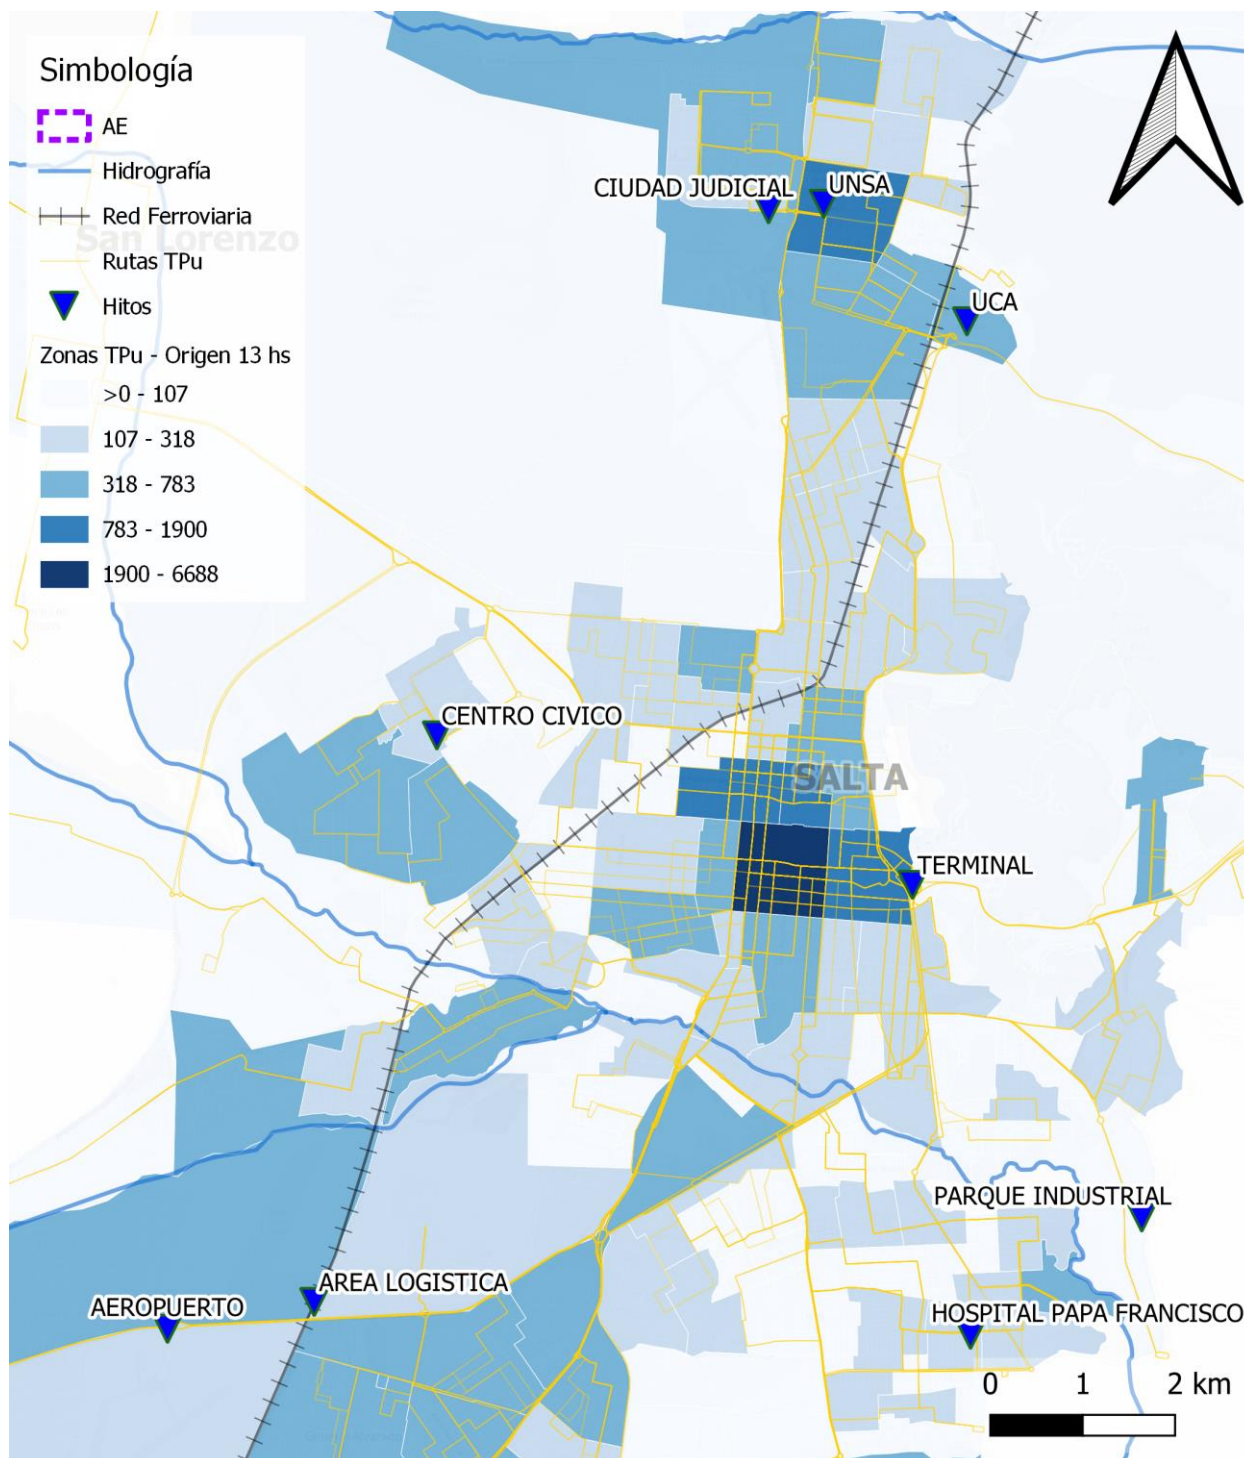 Simbología
AE
Hidrografía
Red Ferroviaria
San Lorenzo
Rutas TPu
Hitos
Zonas TPu - Origen 13 hs
>0 - 107
107 - 318
318 - 783
783 - 1900
1900 - 6688
CIUDAD JUDICIAL
UNSA
UCA
CENTRO CIVICO
SALTA
TERMINAL
PARQUE INDUSTRIAL
AREA LOGISTICA
AEROPUERTO
HOSPITAL PAPA FRANCISCO
0 1 2 km